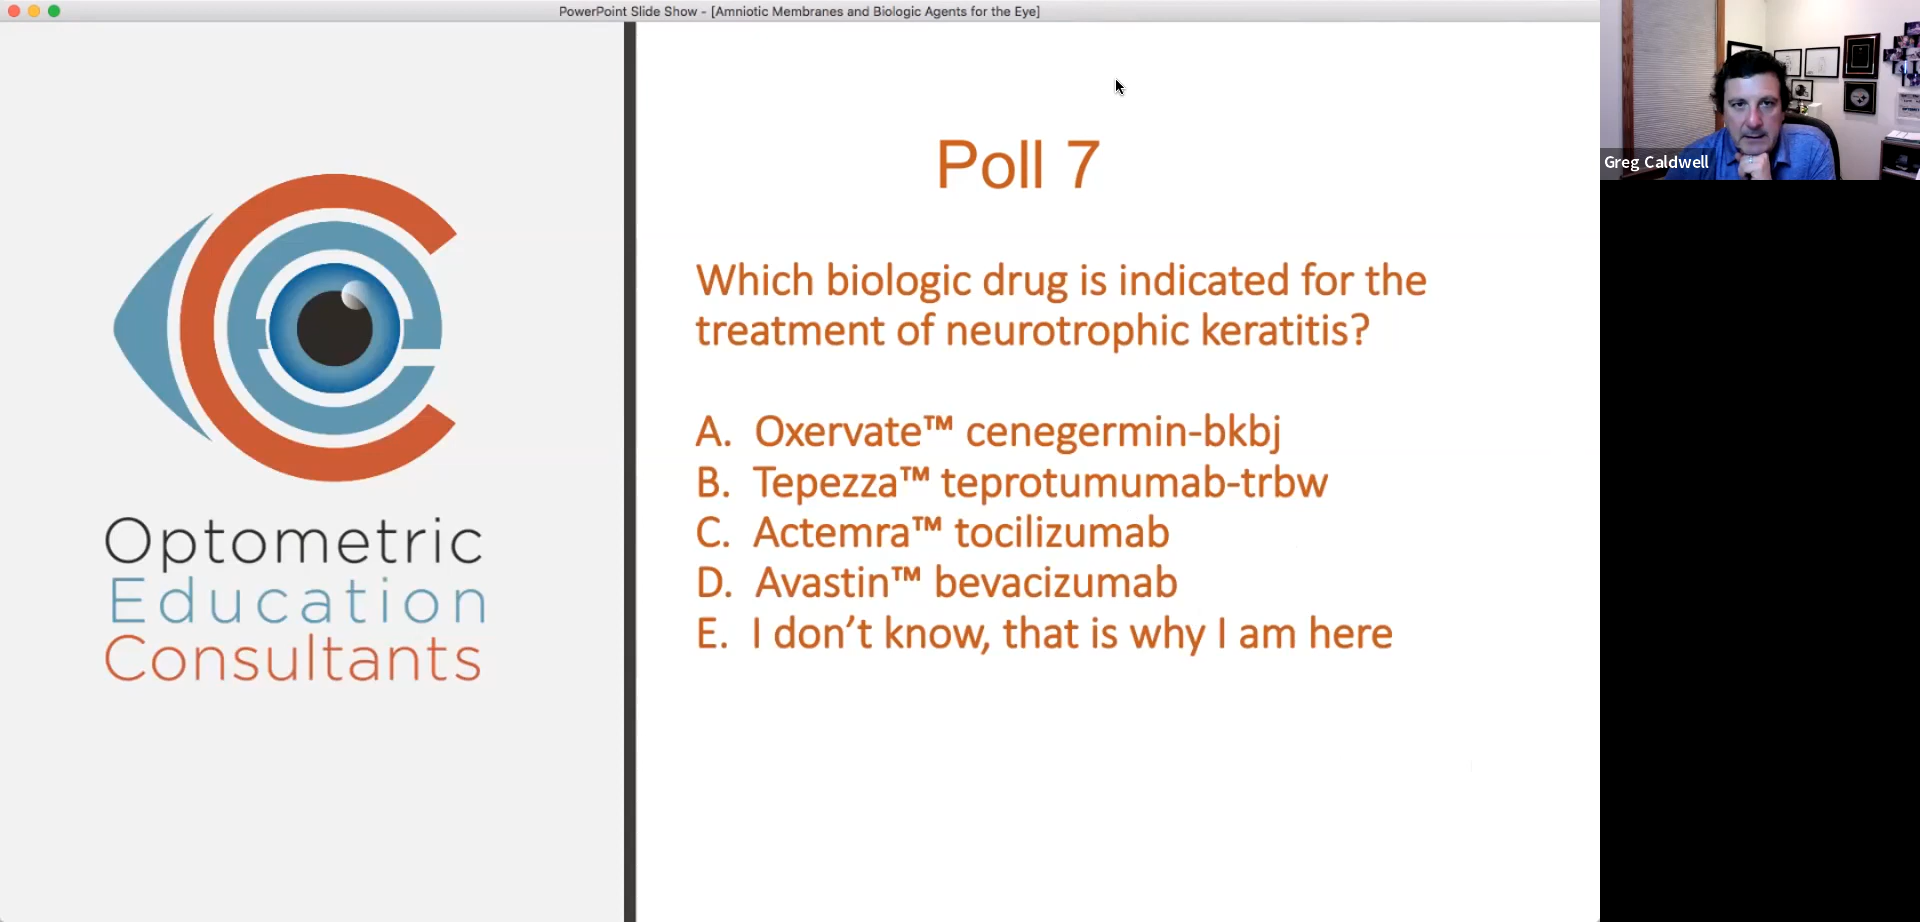 PowerPoint Slide Show - [Amniotic Membranes and Biologic Agents for the Eye]
Greg Caldwell
Optometric
Education
Consultants
Poll 7
Which biologic drug is indicated for the
treatment of neurotrophic keratitis?
A. Oxervate™ cenegermin-bkbj
B. Tepezza™ teprotumumab-trbw
C. Actemra™ tocilizumab
D. Avastin™ bevacizumab
E. I don’t know, that is why I am here